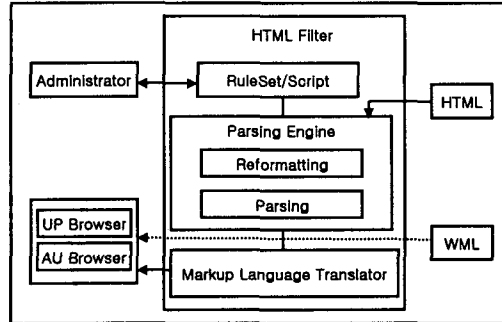 HTML Filter
Administrator
RuleSet/Script
HTML
Parsing Engine
Reformatting
Parsing
UP Browser
AU Browser
WML
Markup Language Translator